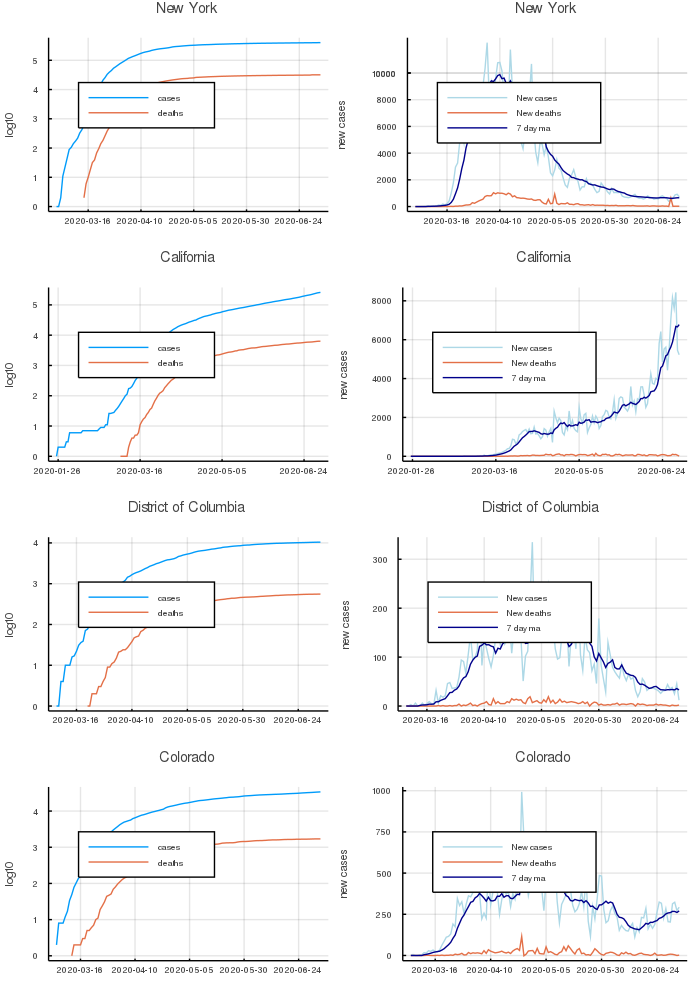 New York
5
4
3
2
1
0
log10
cases
deaths
2020-03-16 2020-04-10 2020-05-05 2020-05-30 2020-06-24
New York
10000
8000
6000
4000
2000
0
new cases
New cases
New deaths
7 day ma
2020-03-16 2020-04-10 2020-05-05 2020-05-30 2020-06-24
California
5
4
3
2
1
0
log10
cases
deaths
2020-01-26 2020-03-16 2020-05-05 2020-06-24
California
8000
6000
4000
2000
0
new cases
New cases
New deaths
7 day ma
2020-01-26 2020-03-16 2020-05-05 2020-06-24
District of Columbia
4
3
2
1
0
log10
cases
deaths
2020-03-16 2020-04-10 2020-05-05 2020-05-30 2020-06-24
District of Columbia
300
200
100
0
new cases
New cases
New deaths
7 day ma
2020-03-16 2020-04-10 2020-05-05 2020-05-30 2020-06-24
Colorado
4
3
2
1
0
log10
cases
deaths
2020-03-16 2020-04-10 2020-05-05 2020-05-30 2020-06-24
Colorado
1000
750
500
250
0
new cases
New cases
New deaths
7 day ma
2020-03-16 2020-04-10 2020-05-05 2020-05-30 2020-06-24